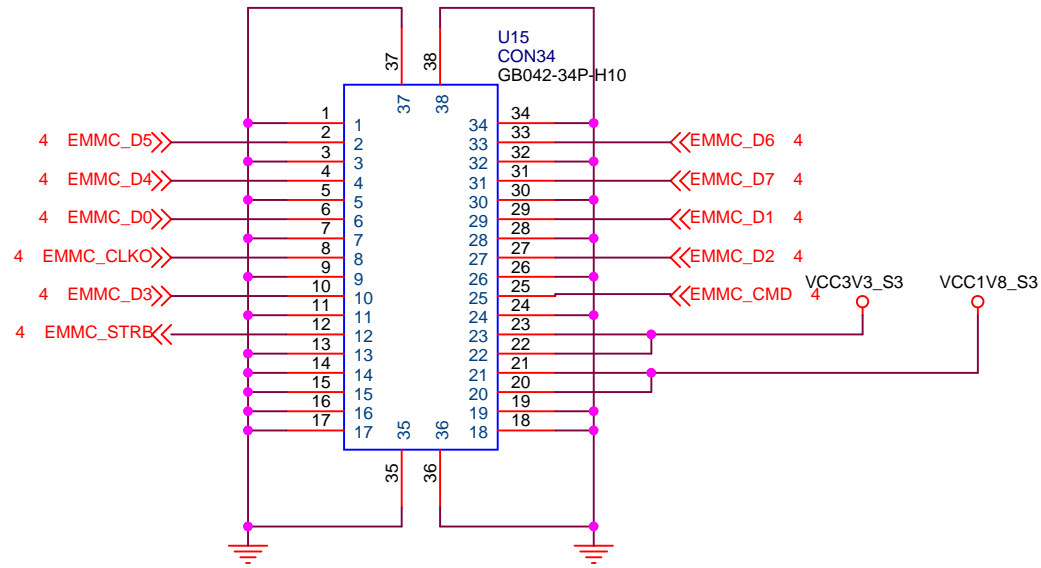 U15
CON34
GB042-34P-H10
37 38
37 38
1 1 34 34
4 EMMC_D5 2 2 33 33 EMMC_D6 4
3 3 32 32
4 EMMC_D4 4 4 31 31 EMMC_D7 4
5 5 30 30
4 EMMC_D0 6 6 29 29 EMMC_D1 4
7 7 28 28
4 EMMC_CLKO 8 8 27 27 EMMC_D2 4
9 9 26 26
4 EMMC_D3 10 10 25 25 EMMC_CMD 4
VCC3V3_S3 VCC1V8_S3
11 11 24 24
4 EMMC_STRB 12 12 23 23
13 13 22 22
14 14 21 21
15 15 20 20
16 16 19 19
17 17 18 18
35 36
35 36